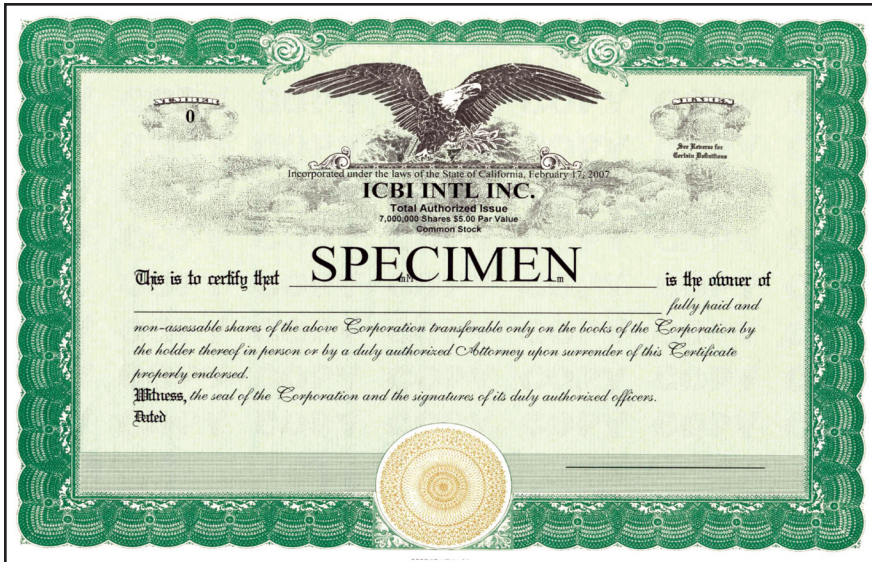 NUMBER
0
SHARES
See Reverse for
Certain Definitions
Incorporated under the laws of the State of California, February 17, 2007
ICBI INTL INC.
Total Authorized Issue
7,000,000 Shares $5.00 Par Value
Common Stock
This is to certify that SPECIMEN is the owner of
fully paid and
non-assessable shares of the above Corporation transferable only on the books of the Corporation by
the holder thereof in person or by a duly authorized Attorney upon surrender of this Certificate
properly endorsed.
Witness, the seal of the Corporation and the signatures of its duly authorized officers.
Dated